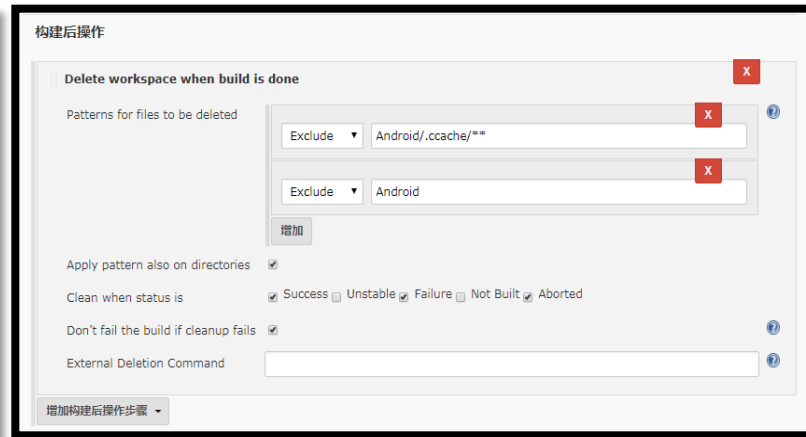 构建后操作
Delete workspace when build is done
X
Patterns for files to be deleted
X
Exclude Android/.ccache/**
X
Exclude Android
增加
Apply pattern also on directories
Clean when status is Success Unstable Failure Not Built Aborted
Don't fail the build if cleanup fails
External Deletion Command
增加构建后操作步骤